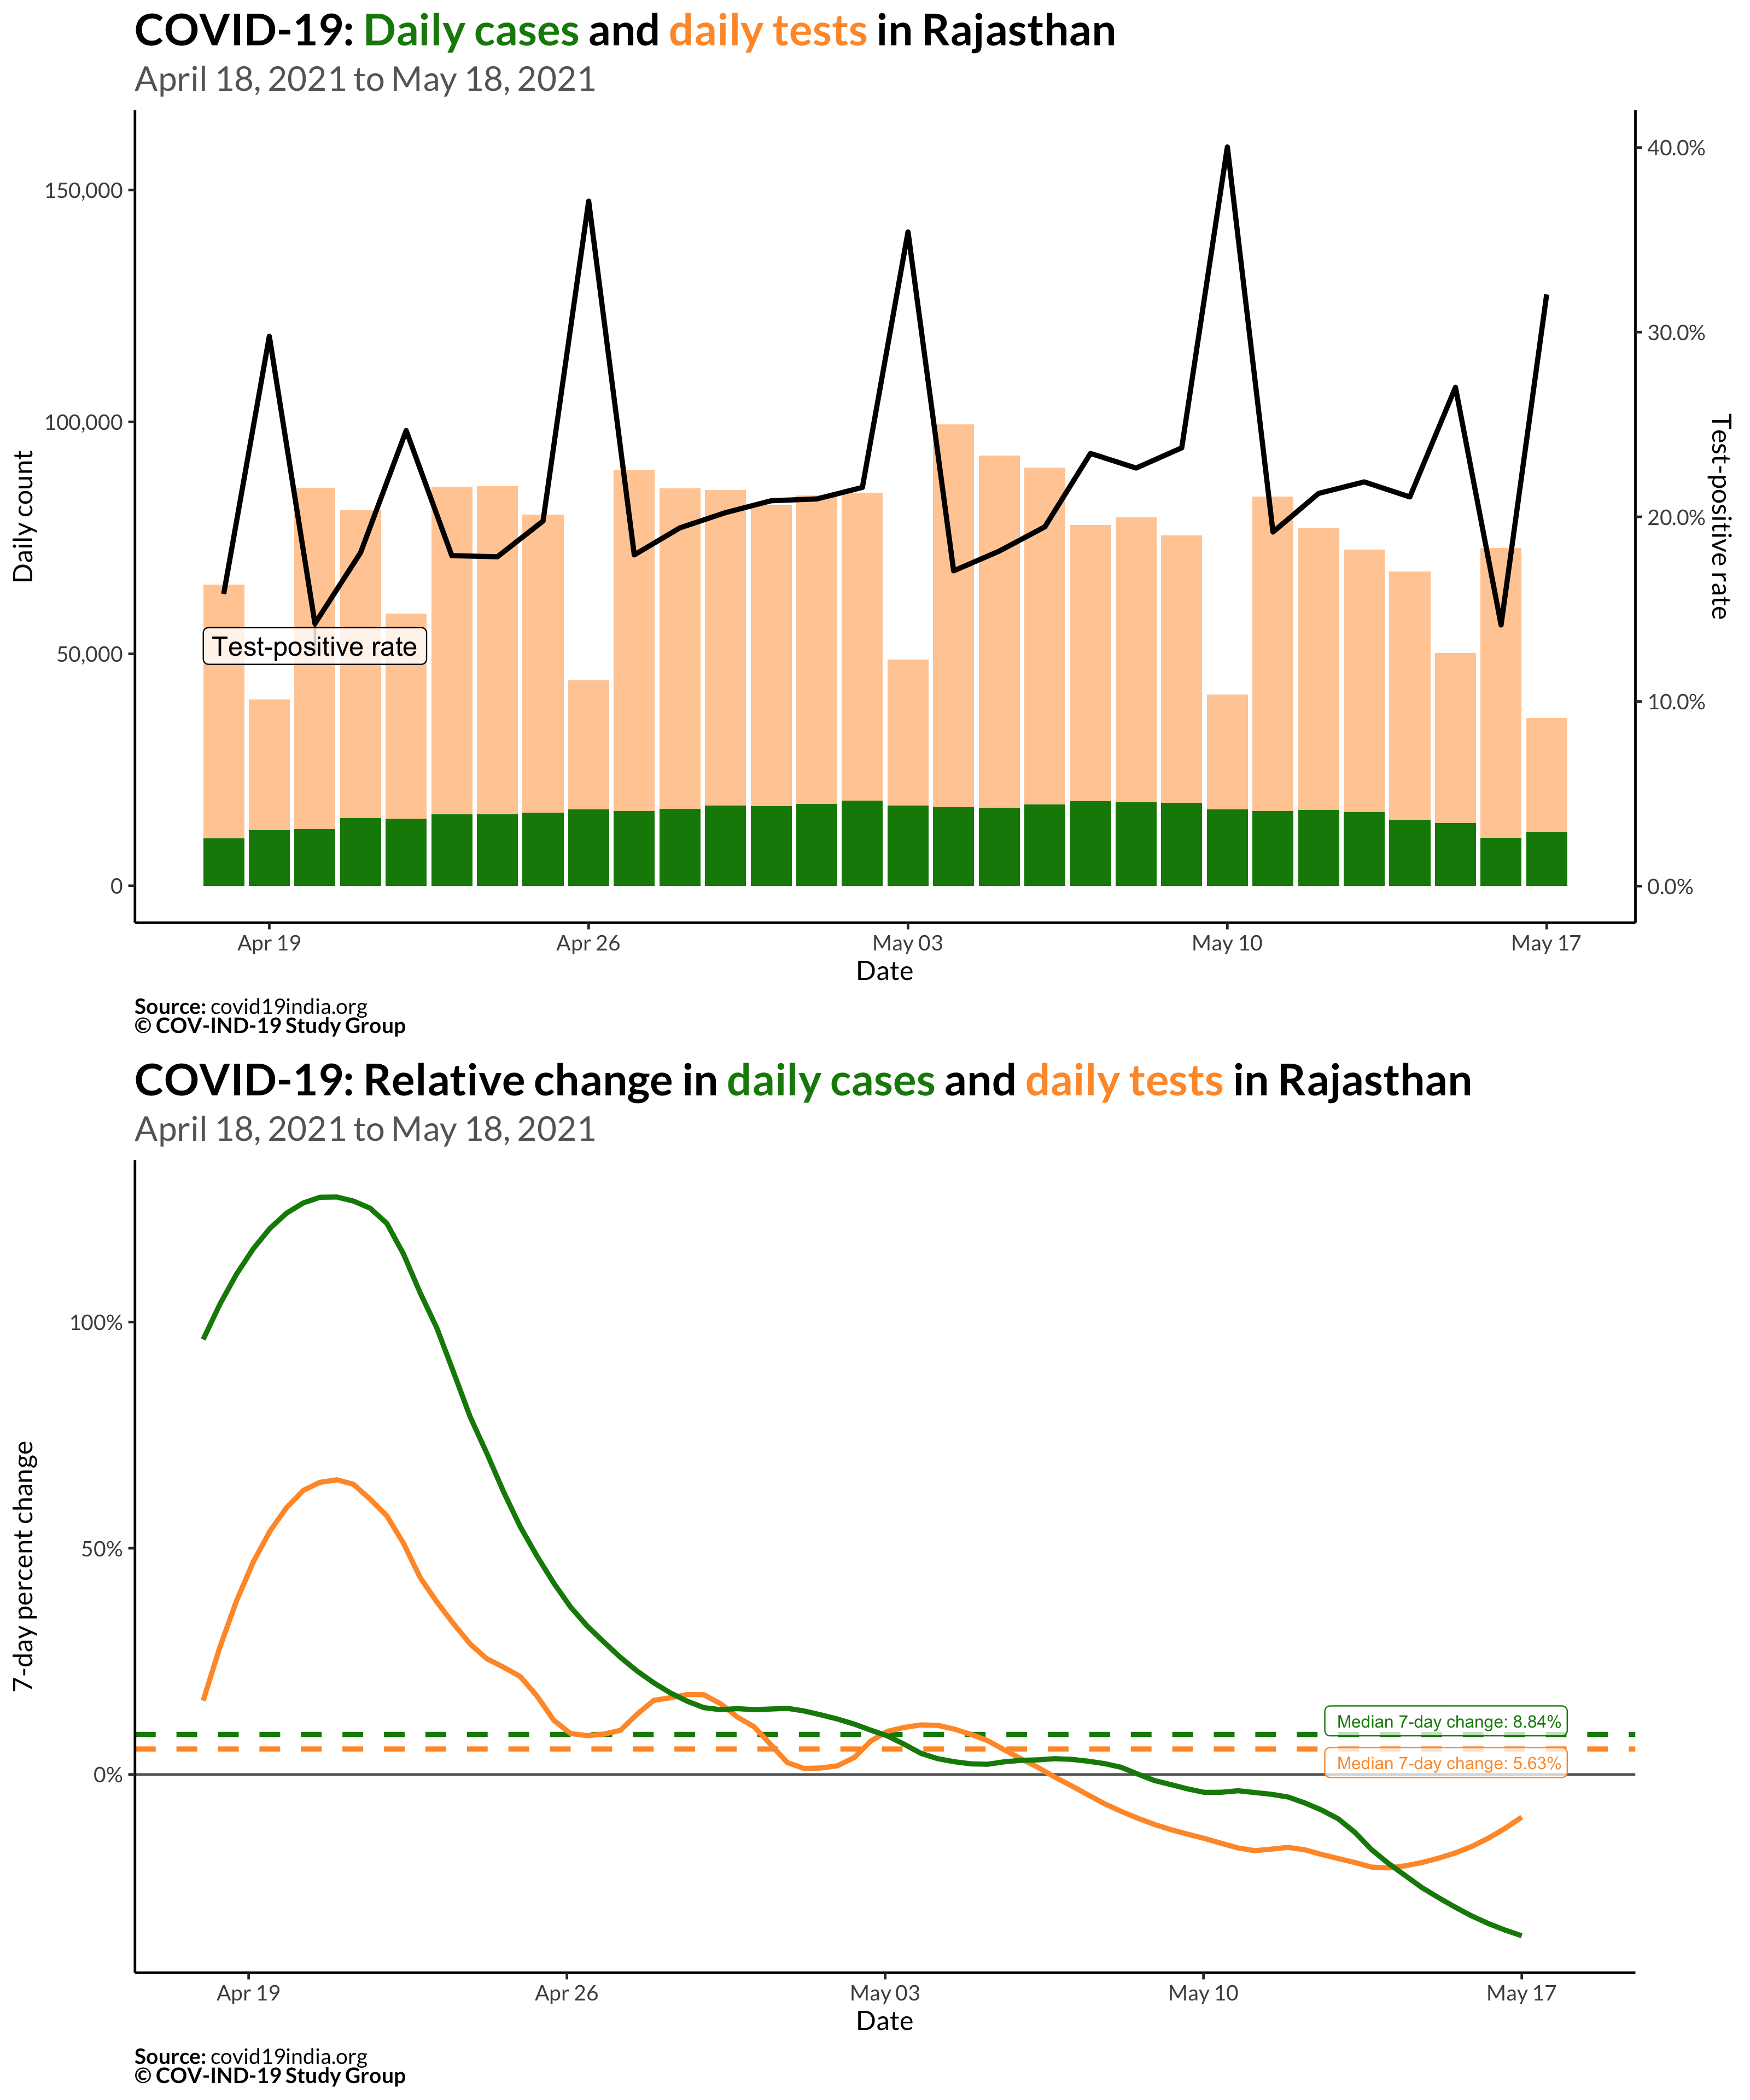 COVID-19: Daily cases and daily tests in Rajasthan
April 18, 2021 to May 18, 2021
150,000
100,000
50,000
0
Daily count
40.0%
30.0%
20.0%
10.0%
0.0%
Test-positive rate
Test-positive rate
Apr 19
Apr 26
May 03
May 10
May 17
Date
Source: covid19india.org
© COV-IND-19 Study Group
COVID-19: Relative change in daily cases and daily tests in Rajasthan
April 18, 2021 to May 18, 2021
100%
50%
0%
7-day percent change
Median 7-day change: 8.84%
Median 7-day change: 5.63%
Apr 19
Apr 26
May 03
May 10
May 17
Date
Source: covid19india.org
© COV-IND-19 Study Group